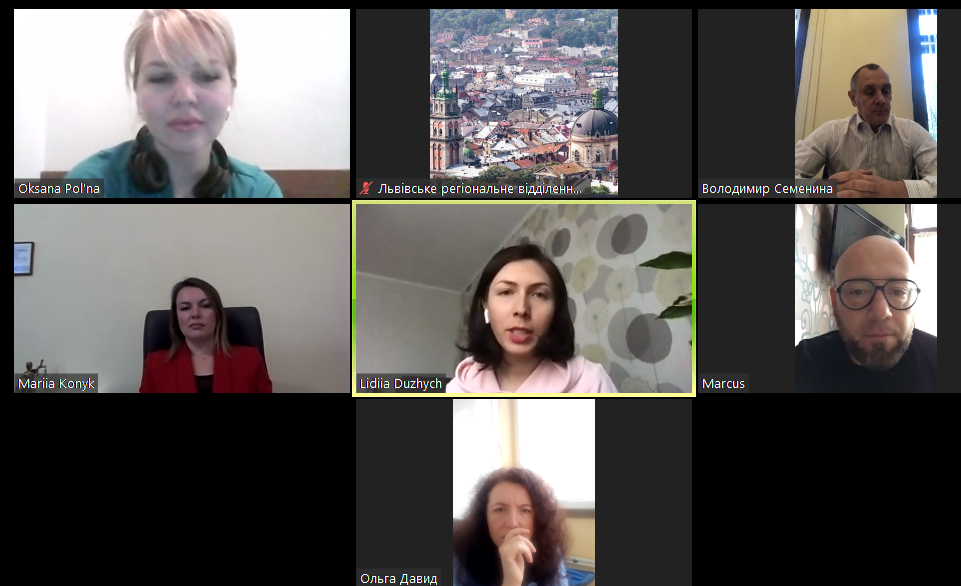 Oksana Pol'na
Львівське регіональне відділенн...
Володимир Семенина
Mariia Konyk
Lidiia Duzhych
Marcus
Ольга Давид